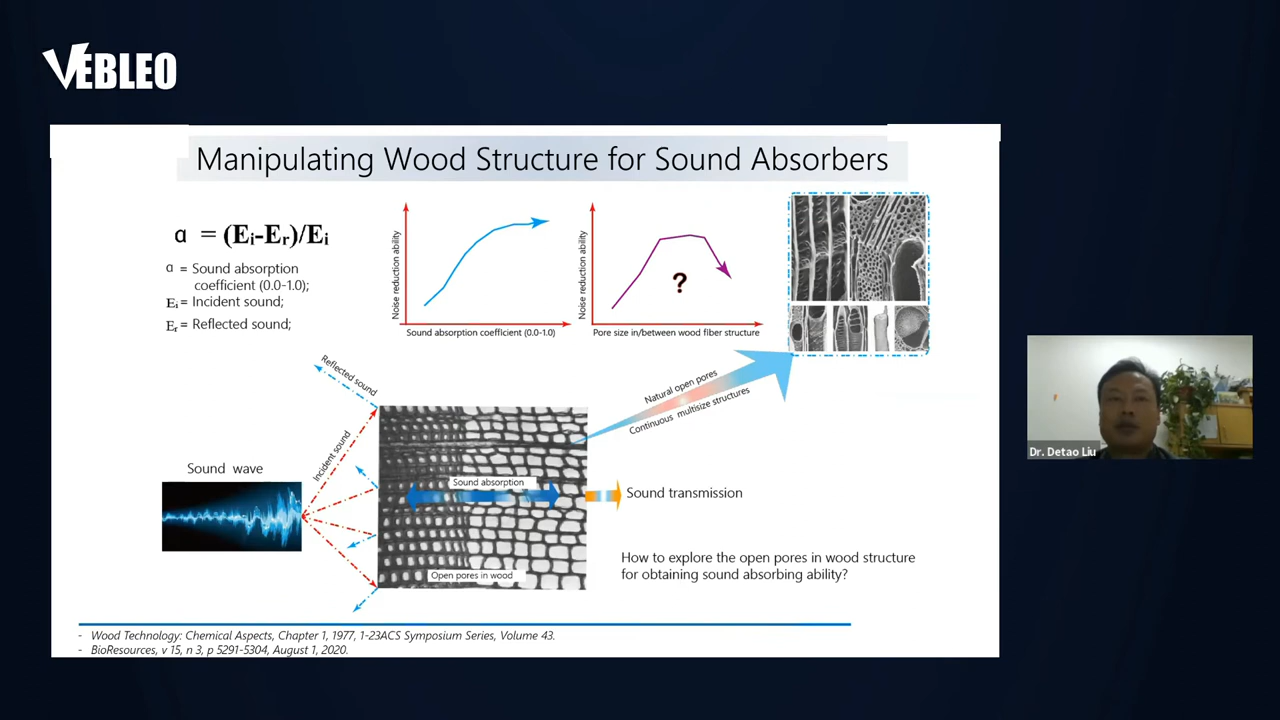 VEBLEO
Manipulating Wood Structure for Sound Absorbers
α = (Ei-Er)/Ei
α = Sound absorption
coefficient (0.0-1.0);
Ei = Incident sound;
Er = Reflected sound;
Noise reduction ability
Sound absorption coefficient (0.0-1.0)
Noise reduction ability
?
Pore size in/between wood fiber structure
Reflected sound
Incident sound
Natural open pores
Continuous multisize structures
Sound wave
Sound absorption
Sound transmission
Open pores in wood
How to explore the open pores in wood structure
for obtaining sound absorbing ability?
- Wood Technology: Chemical Aspects, Chapter 1, 1977, 1-23ACS Symposium Series, Volume 43.
- BioResources, v 15, n 3, p 5291-5304, August 1, 2020.
Dr. Detao Liu